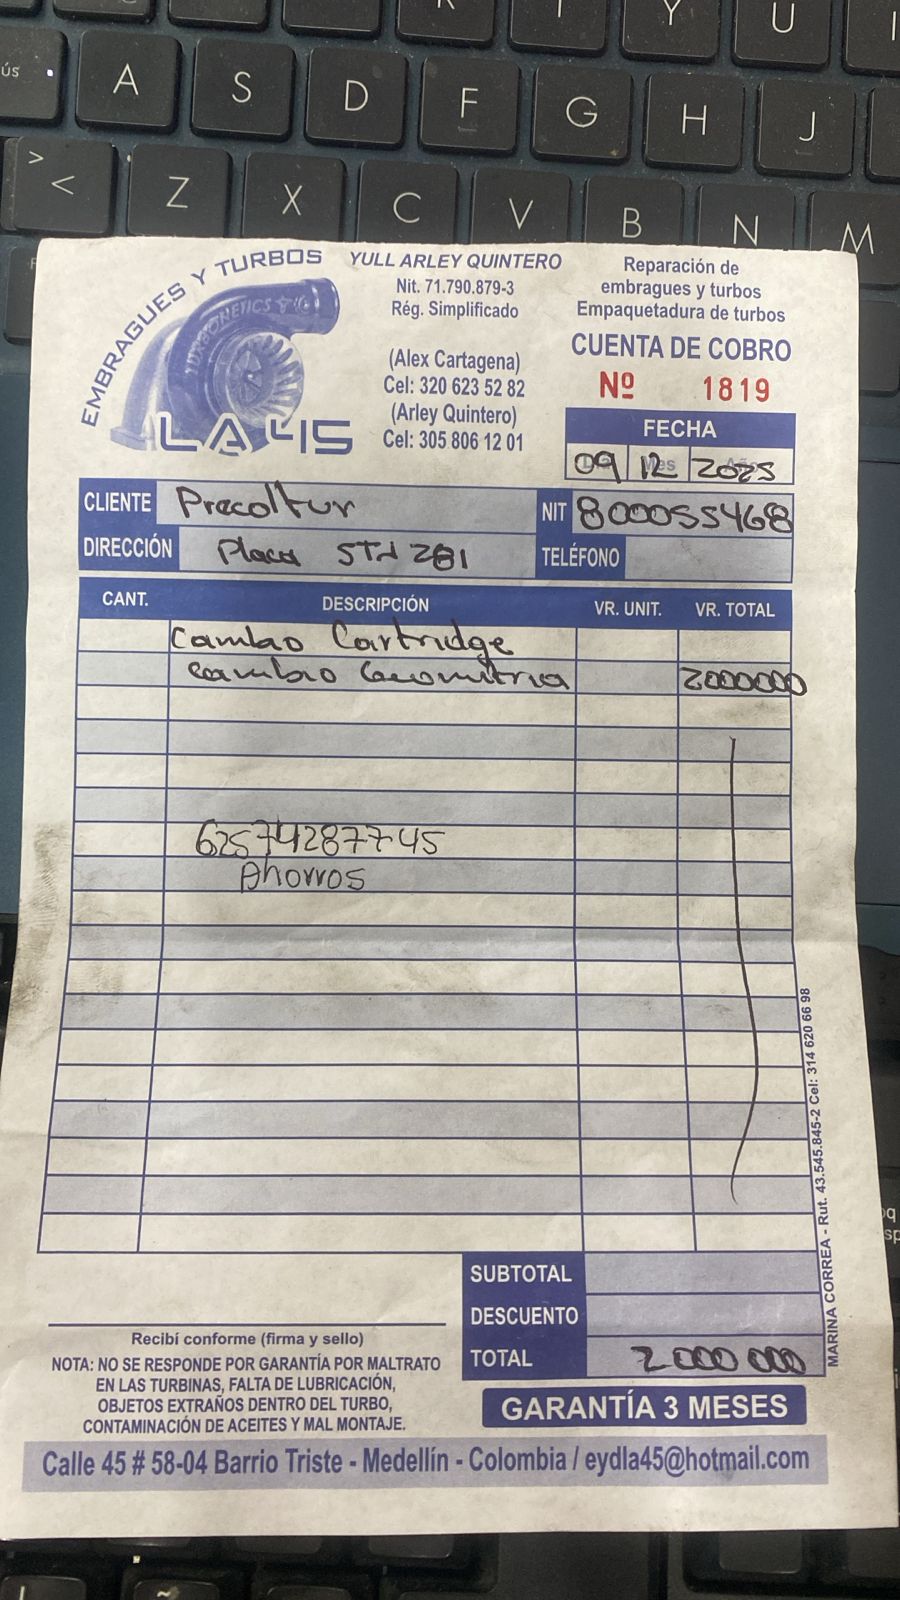 EMBRAGUES Y TURBOS
TURBONETICS
LA 45
YULL ARLEY QUINTERO
Nit. 71.790.879-3
Rég. Simplificado
(Alex Cartagena)
Cel: 320 623 52 82
(Arley Quintero)
Cel: 305 806 12 01
Reparación de
embragues y turbos
Empaquetadura de turbos
CUENTA DE COBRO
Nº 1819
FECHA
09 12 2025
CLIENTE Precoltur NIT 800055468
DIRECCIÓN Placa STN 281 TELÉFONO
CANT. DESCRIPCIÓN VR. UNIT. VR. TOTAL
Cambio Cartridge
Cambio Geometria 2000000
62574287745
Ahorros
SUBTOTAL
DESCUENTO
TOTAL 2000000
Recibí conforme (firma y sello)
NOTA: NO SE RESPONDE POR GARANTÍA POR MALTRATO
EN LAS TURBINAS, FALTA DE LUBRICACIÓN,
OBJETOS EXTRAÑOS DENTRO DEL TURBO,
CONTAMINACIÓN DE ACEITES Y MAL MONTAJE.
GARANTÍA 3 MESES
Calle 45 # 58-04 Barrio Triste - Medellín - Colombia / eydla45@hotmail.com
MARINA CORREA - Rut. 43.545.845-2 Cel: 314 620 66 98
Y U
A S D F G H J
> < Z X C V B N M